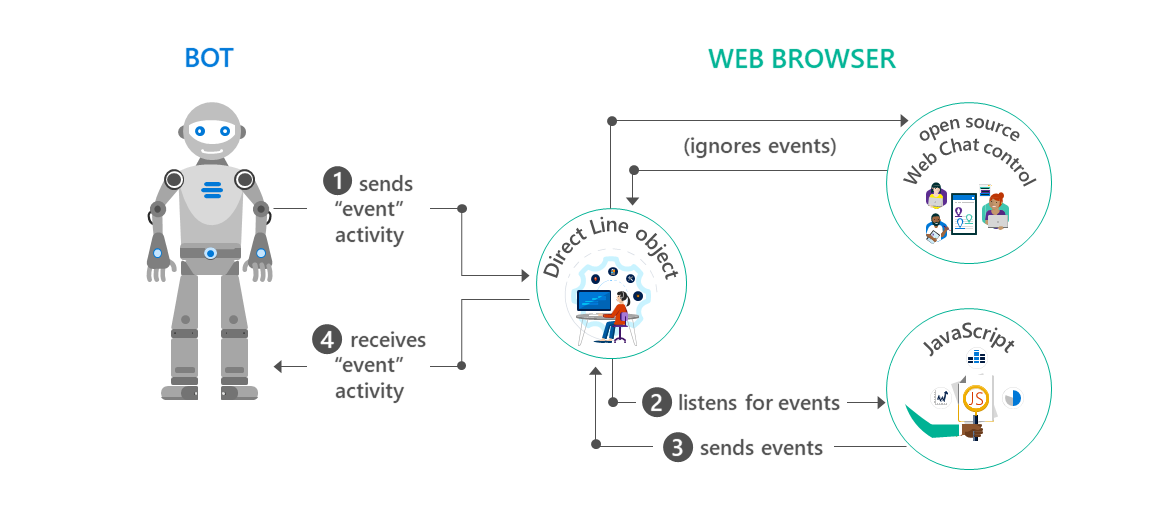 BOT
WEB BROWSER
1 sends
“event”
activity
4 receives
“event”
activity
Direct Line object
(ignores events)
open source
Web Chat control
2 listens for events
3 sends events
JavaScript
JS